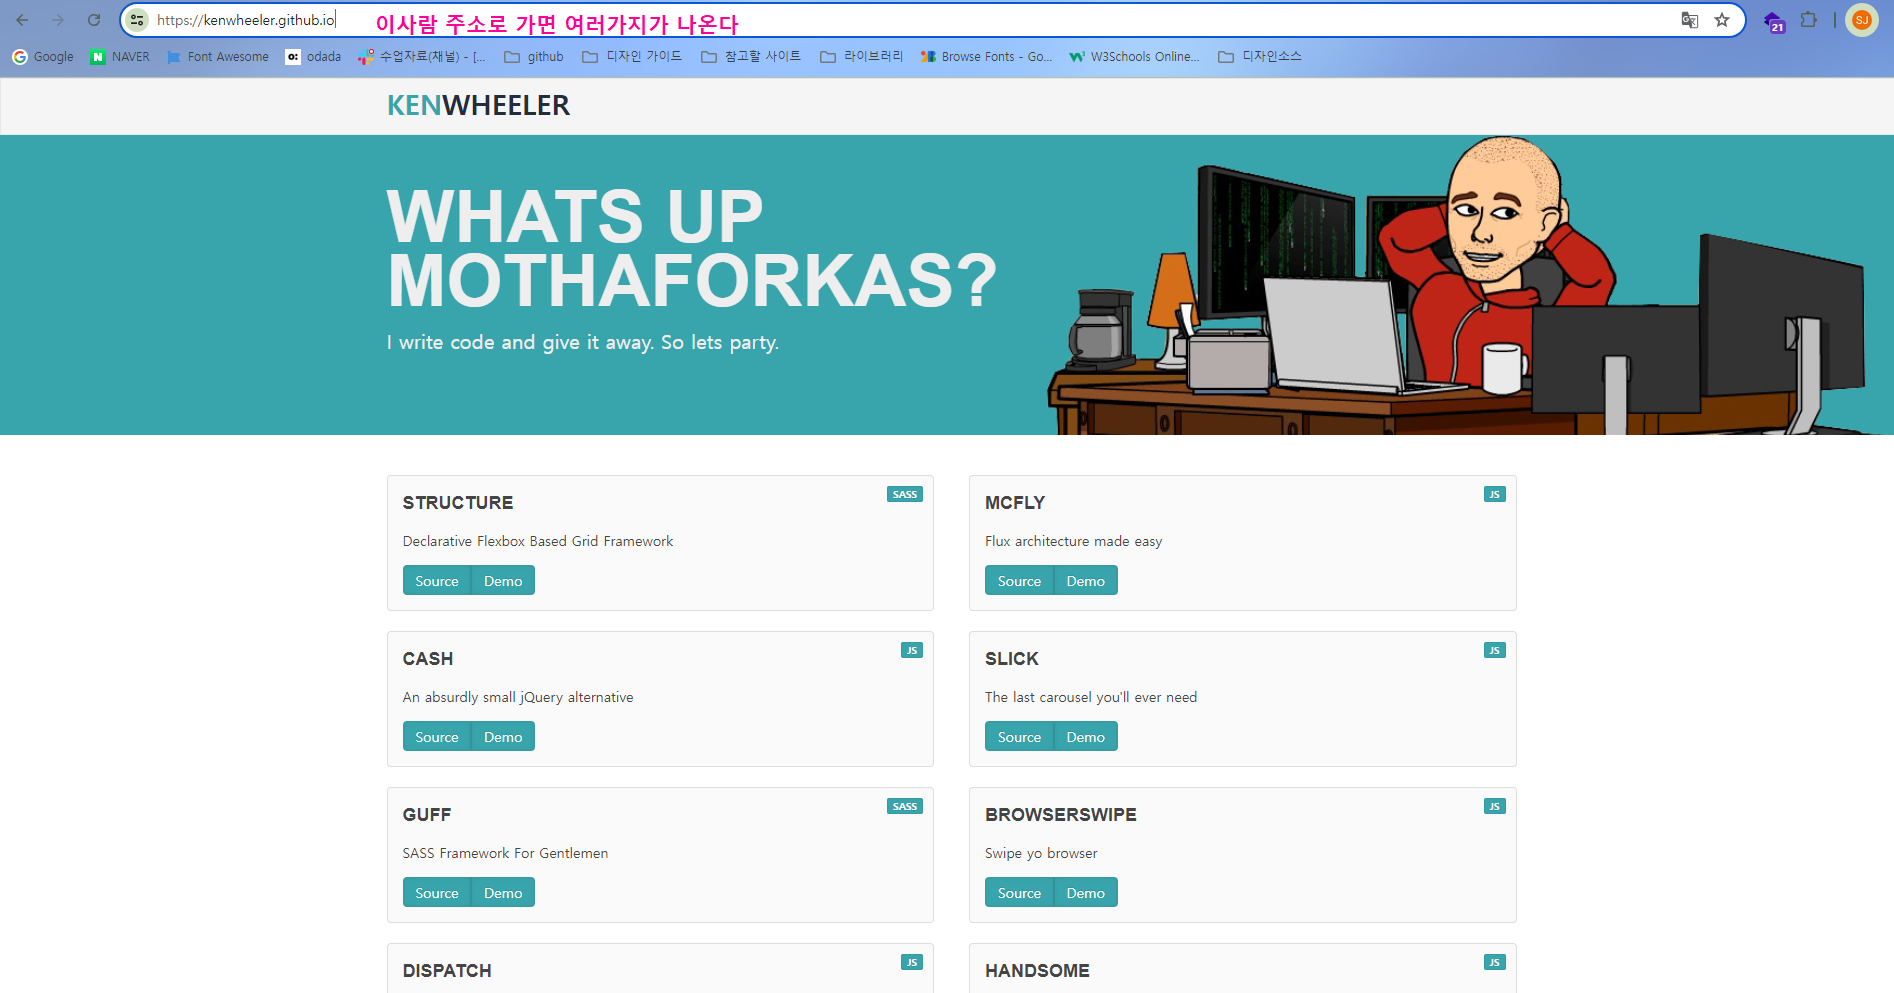 https://kenwheeler.github.io
이사람 주소로 가면 여러가지가 나온다
21
SJ
Google
NAVER
Font Awesome
odada
수업자료(채널) - [...
github
디자인 가이드
참고할 사이트
라이브러리
Browse Fonts - Go...
W3Schools Online...
디자인소스
KENWHEELER
WHATS UP
MOTHAFORKAS?
I write code and give it away. So lets party.
STRUCTURE
SASS
Declarative Flexbox Based Grid Framework
Source Demo
MCFLY
JS
Flux architecture made easy
Source Demo
CASH
JS
An absurdly small jQuery alternative
Source Demo
SLICK
JS
The last carousel you'll ever need
Source Demo
GUFF
SASS
SASS Framework For Gentlemen
Source Demo
BROWSERSWIPE
JS
Swipe yo browser
Source Demo
DISPATCH
JS
HANDSOME
JS